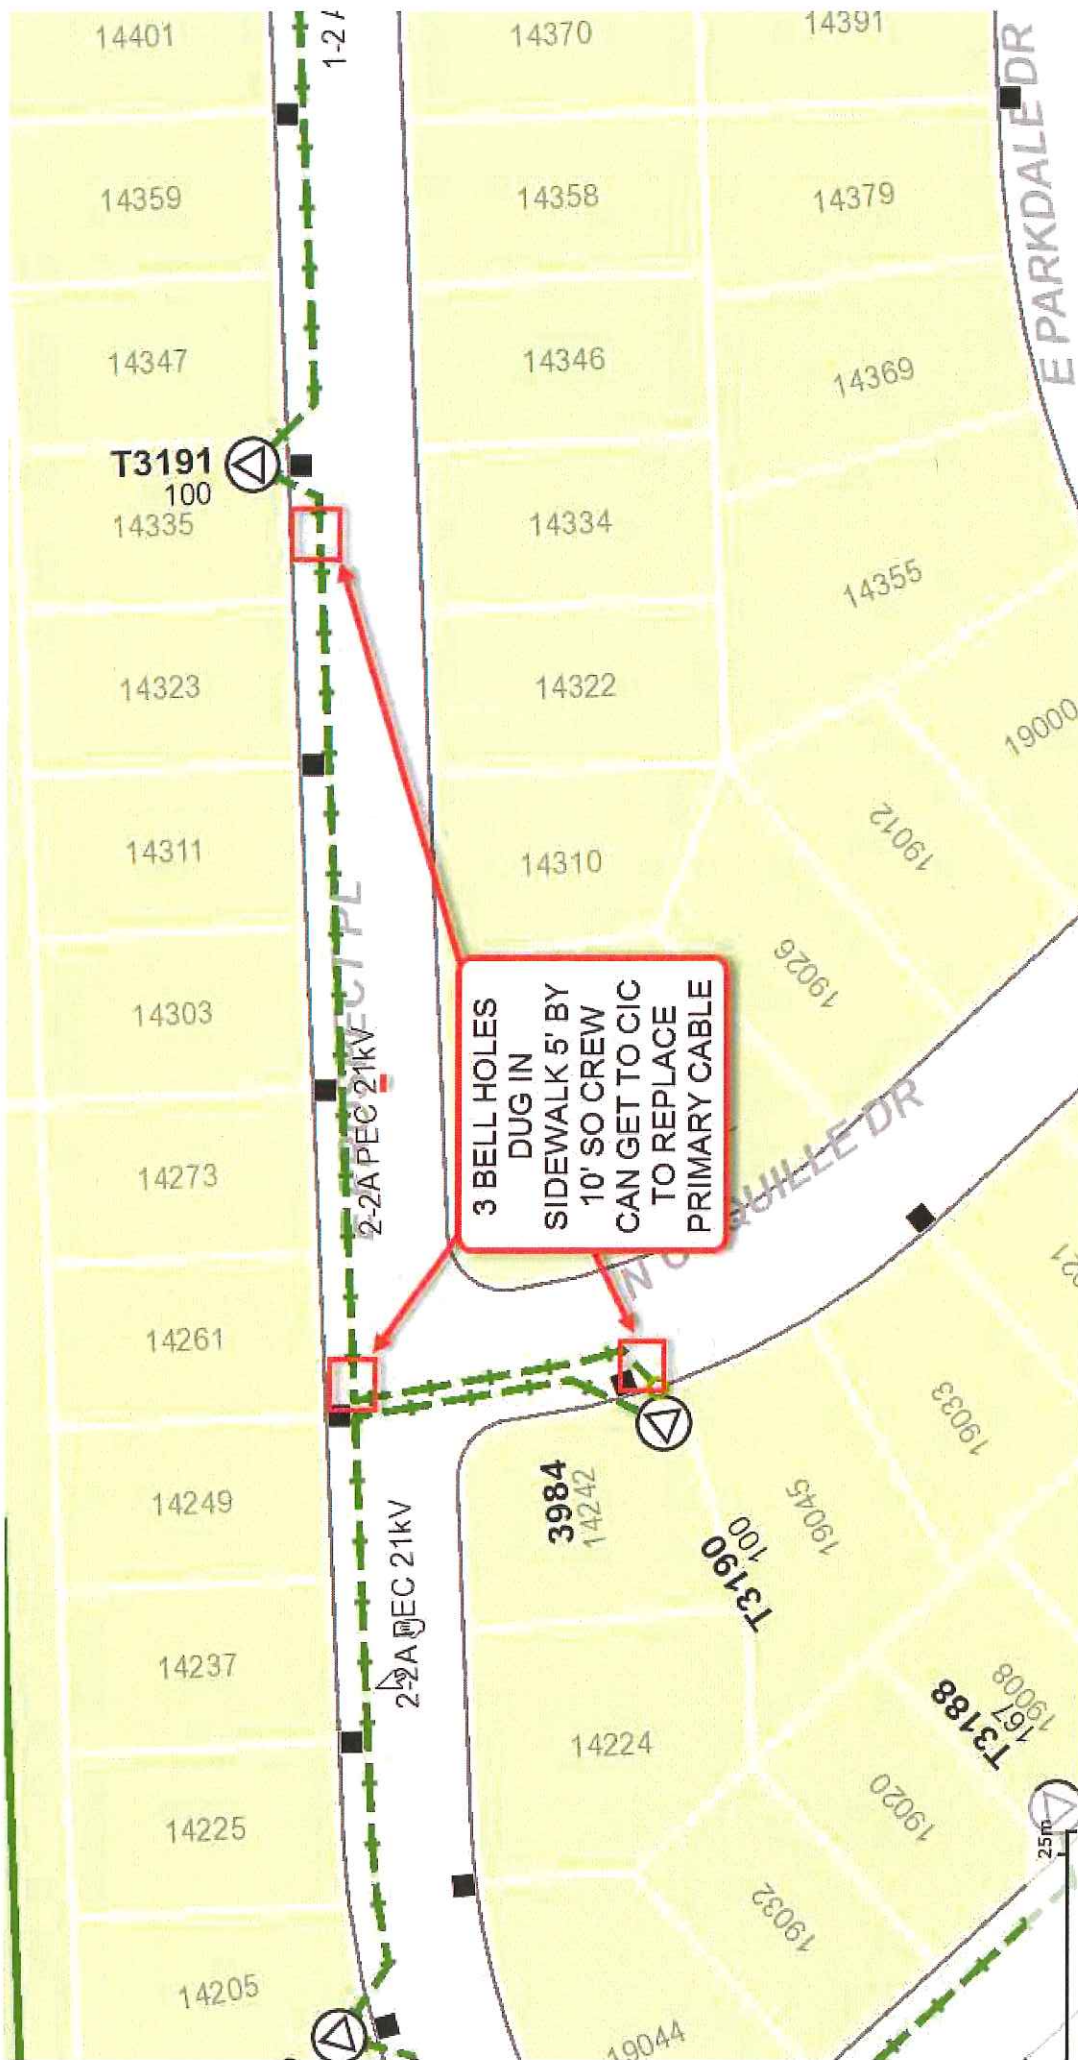 14401
1-2 A
14370
14391
E PARKDALE DR
14359
14358
14379
14347
14346
14369
T3191
100
14335
14334
14355
14323
14322
19000
14311
14310
19012
14303
19026
2-2A PEC 21kV
3 BELL HOLES
DUG IN
SIDEWALK 5' BY
10' SO CREW
CAN GET TO CIC
TO REPLACE
PRIMARY CABLE
14273
QUILLE DR
N
14261
19033
14249
3984
14242
19045
T3190
100
2-2A PEC 21kV
14237
14224
T3188
167
19008
14225
19020
25m
19032
14205
19044